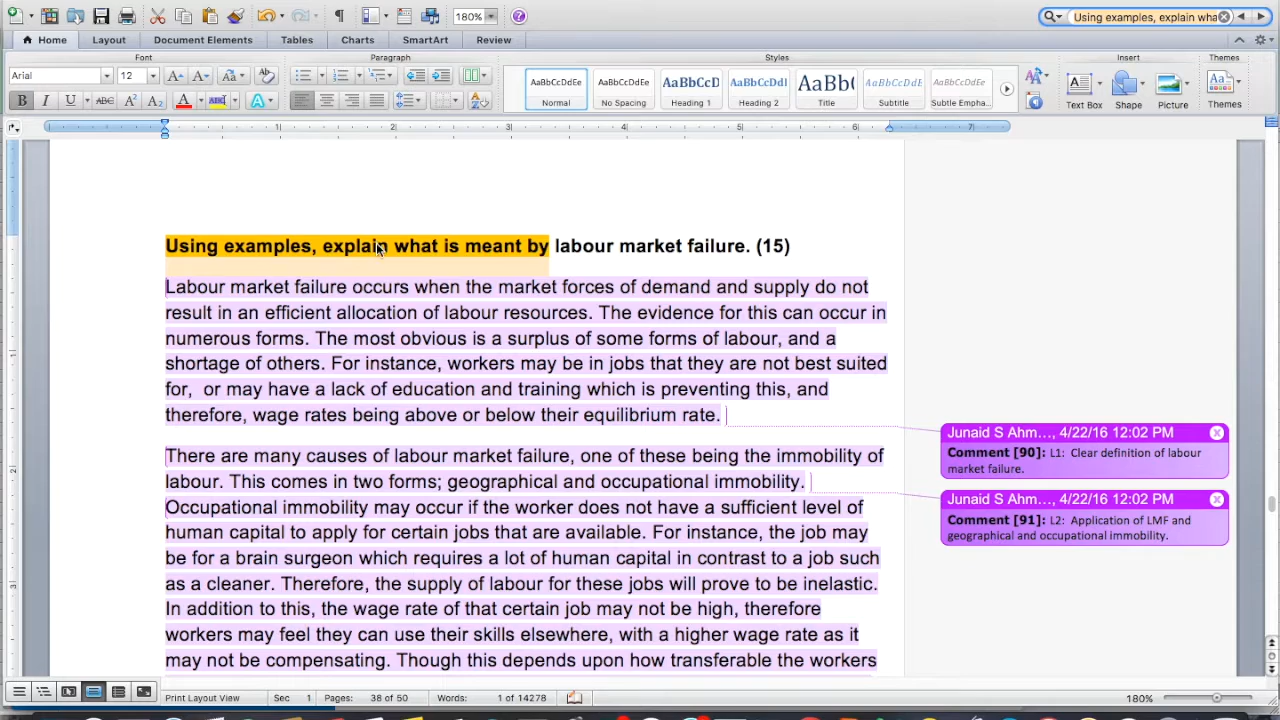 180%
Using examples, explain wha
Home Layout Document Elements Tables Charts SmartArt Review
Font Paragraph Styles Insert Themes
Arial 12
AaBbCcDdEe AaBbCcDdEe AaBbCcD AaBbCcDdI AaBb( AaBbCcDdEe AaBbCcDdEe
Normal No Spacing Heading 1 Heading 2 Title Subtitle Subtle Empha...
Text Box Shape Picture Themes
B I U ABC A² A₂ A ABC A
1 2 3 4 5 6 7
Using examples, explain what is meant by labour market failure. (15)
Labour market failure occurs when the market forces of demand and supply do not
result in an efficient allocation of labour resources. The evidence for this can occur in
numerous forms. The most obvious is a surplus of some forms of labour, and a
shortage of others. For instance, workers may be in jobs that they are not best suited
for,  or may have a lack of education and training which is preventing this, and
therefore, wage rates being above or below their equilibrium rate.
There are many causes of labour market failure, one of these being the immobility of
labour. This comes in two forms; geographical and occupational immobility.
Occupational immobility may occur if the worker does not have a sufficient level of
human capital to apply for certain jobs that are available. For instance, the job may
be for a brain surgeon which requires a lot of human capital in contrast to a job such
as a cleaner. Therefore, the supply of labour for these jobs will prove to be inelastic.
In addition to this, the wage rate of that certain job may not be high, therefore
workers may feel they can use their skills elsewhere, with a higher wage rate as it
may not be compensating. Though this depends upon how transferable the workers
Junaid S Ahm..., 4/22/16 12:02 PM
Comment [90]: L1: Clear definition of labour
market failure.
Junaid S Ahm..., 4/22/16 12:02 PM
Comment [91]: L2: Application of LMF and
geographical and occupational immobility.
Print Layout View Sec 1 Pages: 38 of 50 Words: 1 of 14278 180%